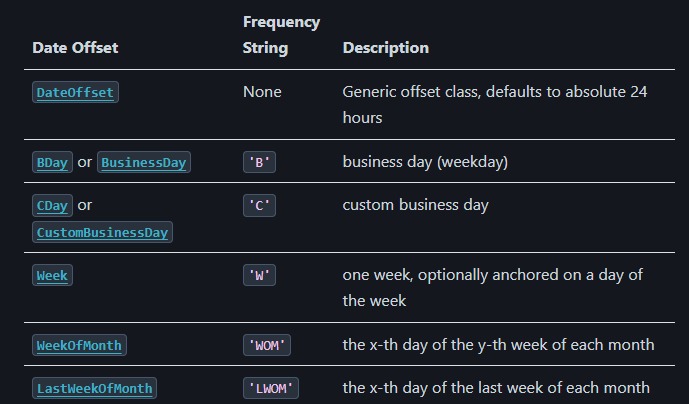 Date Offset Frequency String Description
DateOffset None Generic offset class, defaults to absolute 24
hours
BDay or BusinessDay 'B' business day (weekday)
CDay or 'C' custom business day
CustomBusinessDay
Week 'W' one week, optionally anchored on a day of
the week
WeekOfMonth 'WOM' the x-th day of the y-th week of each month
LastWeekOfMonth 'LWOM' the x-th day of the last week of each month